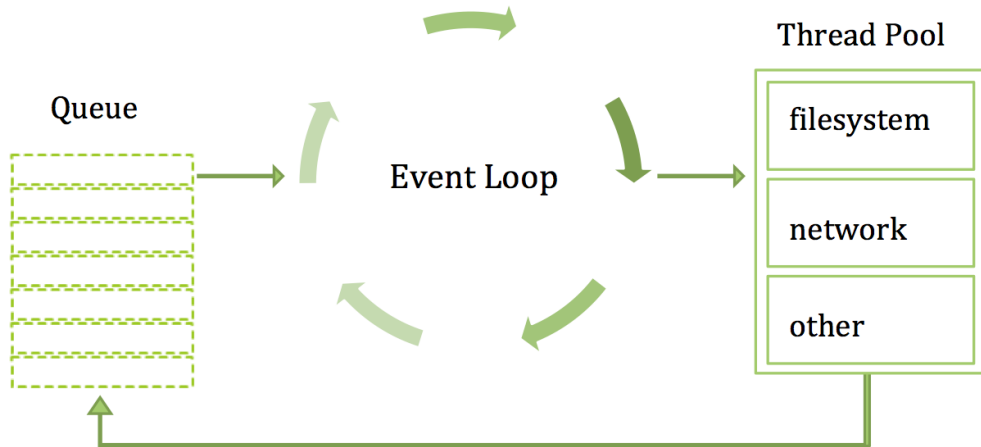 Thread Pool
Queue
filesystem
Event Loop
network
other